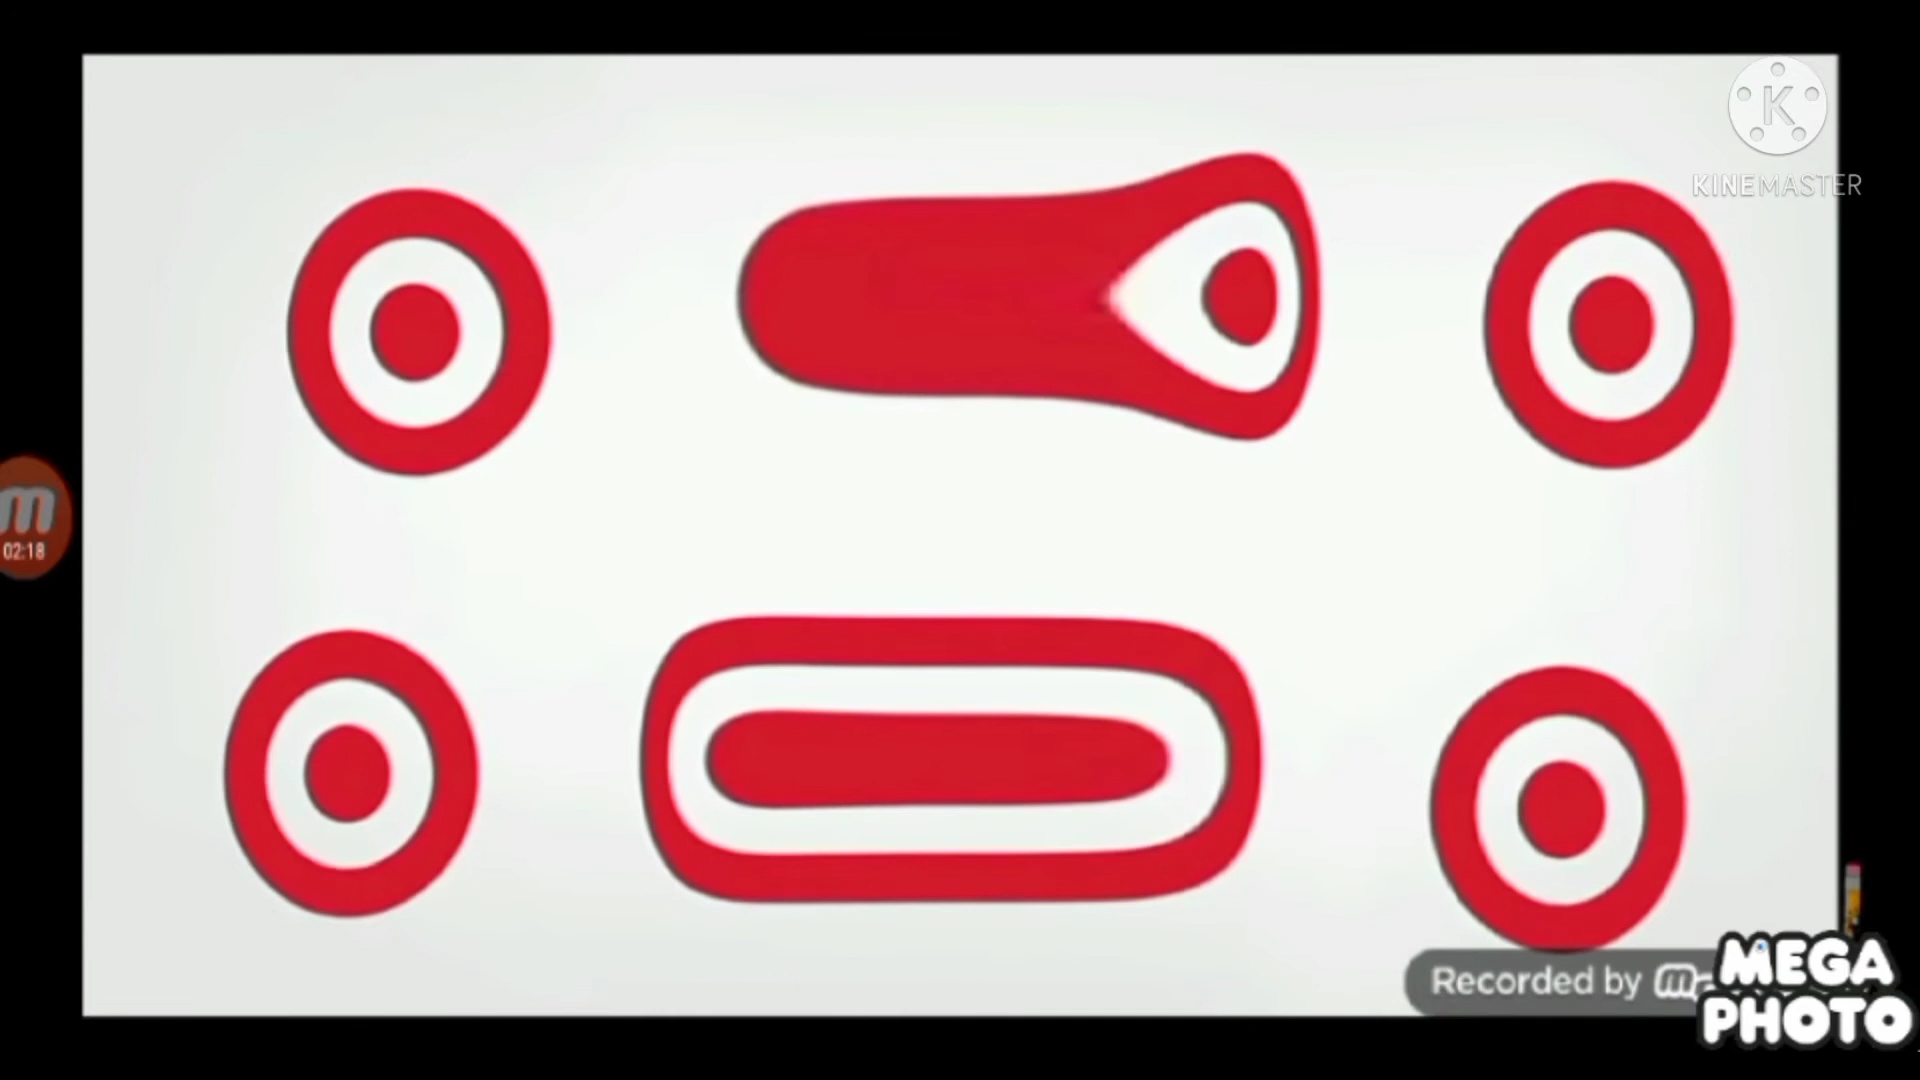 K
KINEMASTER
m
02:18
Recorded by m
MEGA
PHOTO